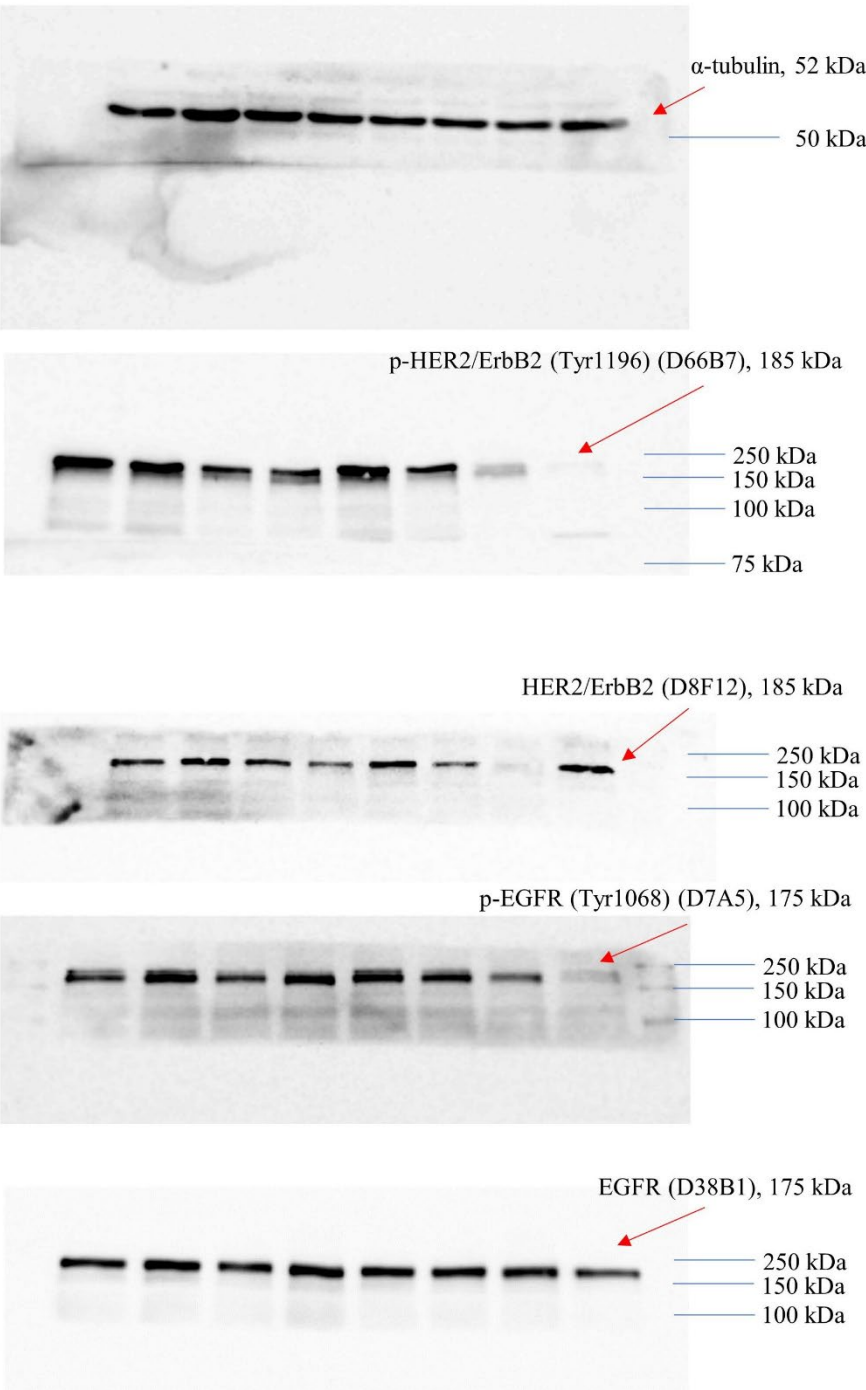 α-tubulin, 52 kDa
50 kDa
p-HER2/ErbB2 (Tyr1196) (D66B7), 185 kDa
250 kDa
150 kDa
100 kDa
75 kDa
HER2/ErbB2 (D8F12), 185 kDa
250 kDa
150 kDa
100 kDa
p-EGFR (Tyr1068) (D7A5), 175 kDa
250 kDa
150 kDa
100 kDa
EGFR (D38B1), 175 kDa
250 kDa
150 kDa
100 kDa